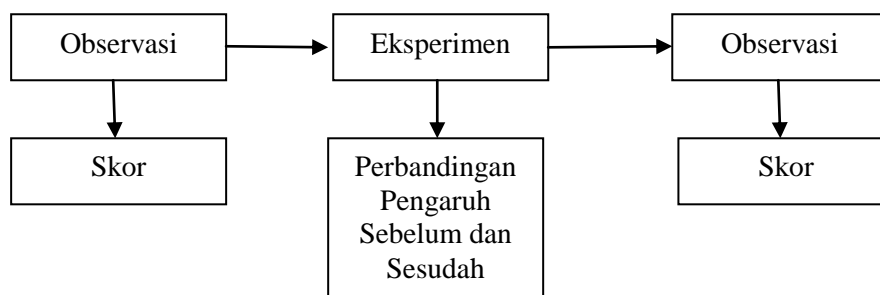 Observasi
Eksperimen
Observasi
Skor
Perbandingan
Pengaruh
Sebelum dan
Sesudah
Skor